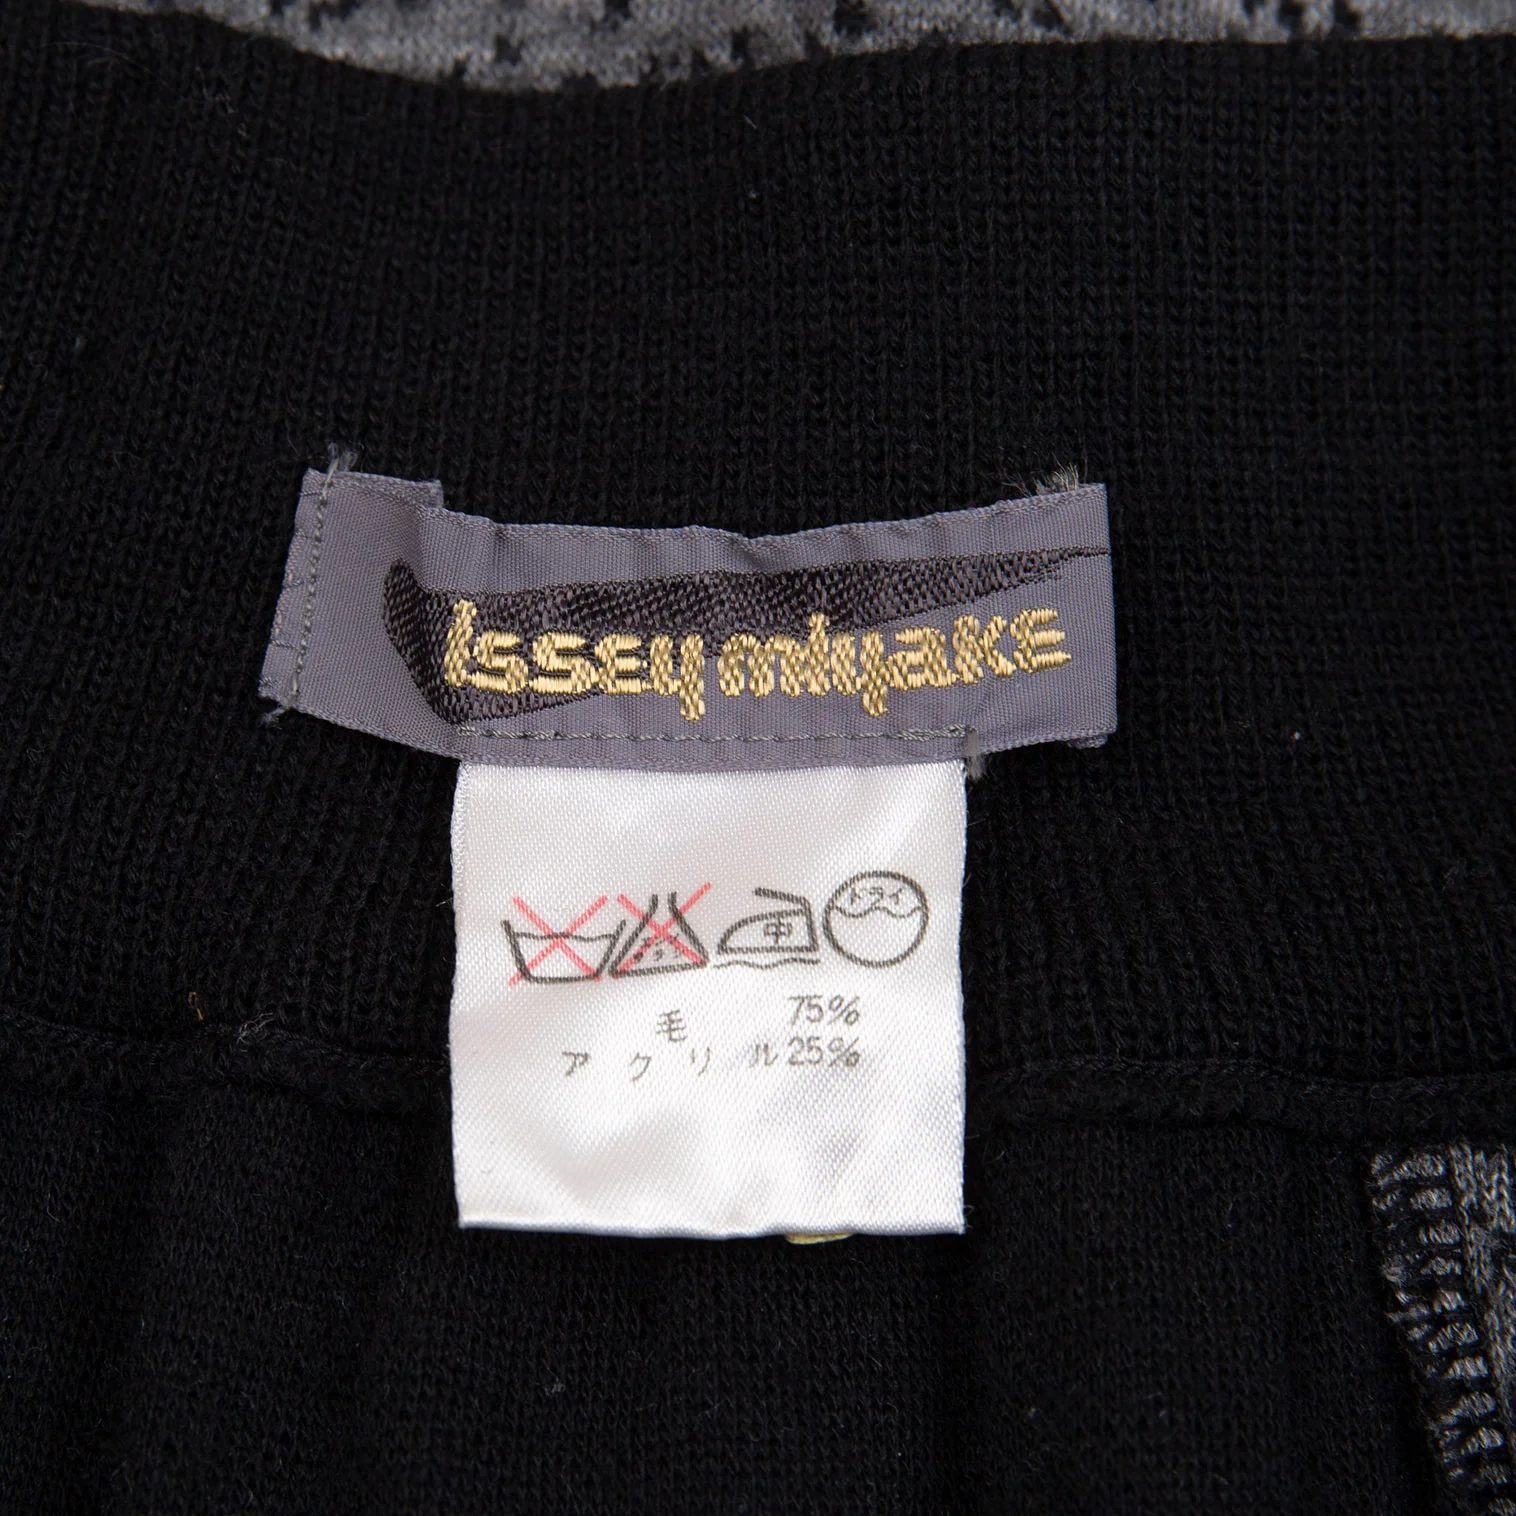 issey miyake
ドライ
中
毛 75%
アクリル 25%